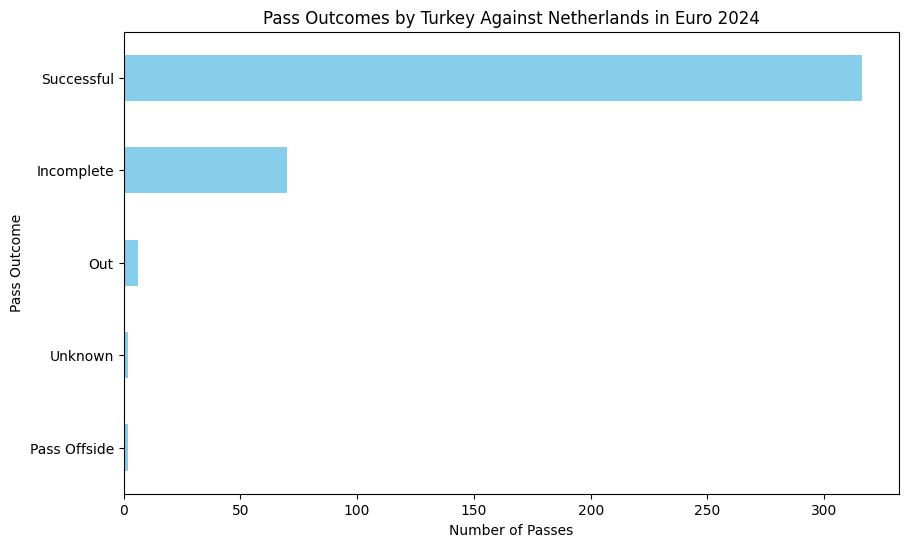 Pass Outcomes by Turkey Against Netherlands in Euro 2024
Pass Outcome
Successful
Incomplete
Out
Unknown
Pass Offside
0 50 100 150 200 250 300
Number of Passes